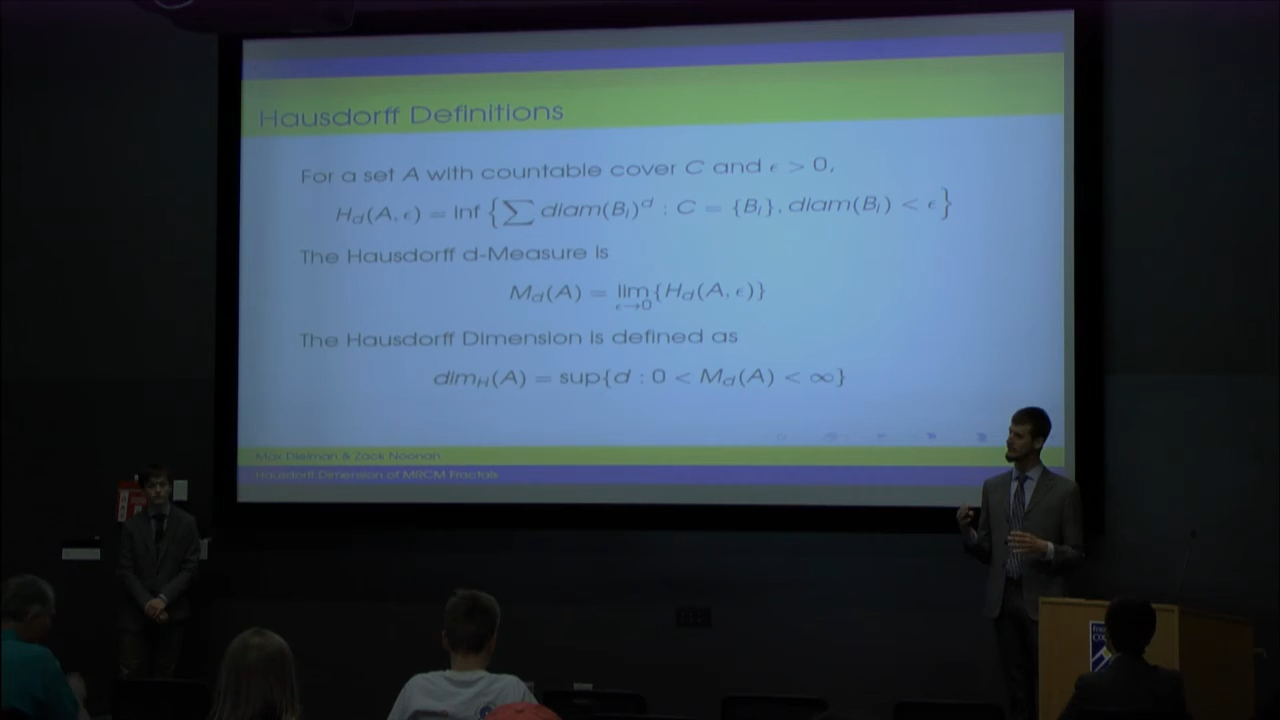 Hausdorff Definitions
For a set A with countable cover C and ϵ > 0,
H_d(A, ϵ) = inf { ∑ diam(B_i)^d : C = {B_i}, diam(B_i) < ϵ }
The Hausdorff d-Measure is
M_d(A) = lim_{ϵ→0} {H_d(A, ϵ)}
The Hausdorff Dimension is defined as
dim_H(A) = sup{d : 0 < M_d(A) < ∞}
Max Dielman & Zack Noonan
Hausdorff Dimension of MRCM Fractals